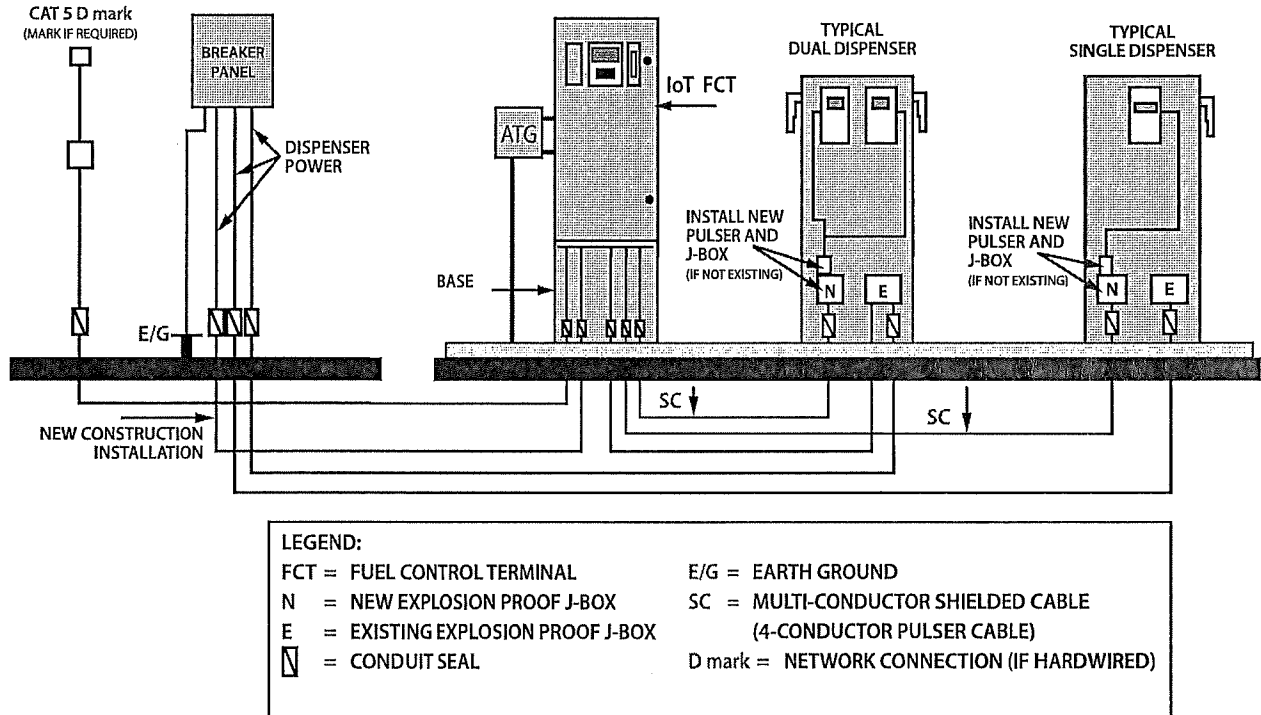 CAT 5 D mark
(MARK IF REQUIRED)
BREAKER
PANEL
DISPENSER
POWER
E/G
NEW CONSTRUCTION
INSTALLATION
ATG
IoT FCT
BASE
TYPICAL
DUAL DISPENSER
INSTALL NEW
PULSER AND
J-BOX
(IF NOT EXISTING)
N
E
TYPICAL
SINGLE DISPENSER
INSTALL NEW
PULSER AND
J-BOX
(IF NOT EXISTING)
N
E
SC
SC
LEGEND:
FCT = FUEL CONTROL TERMINAL
N = NEW EXPLOSION PROOF J-BOX
E = EXISTING EXPLOSION PROOF J-BOX
= CONDUIT SEAL
E/G = EARTH GROUND
SC = MULTI-CONDUCTOR SHIELDED CABLE
(4-CONDUCTOR PULSER CABLE)
D mark = NETWORK CONNECTION (IF HARDWIRED)